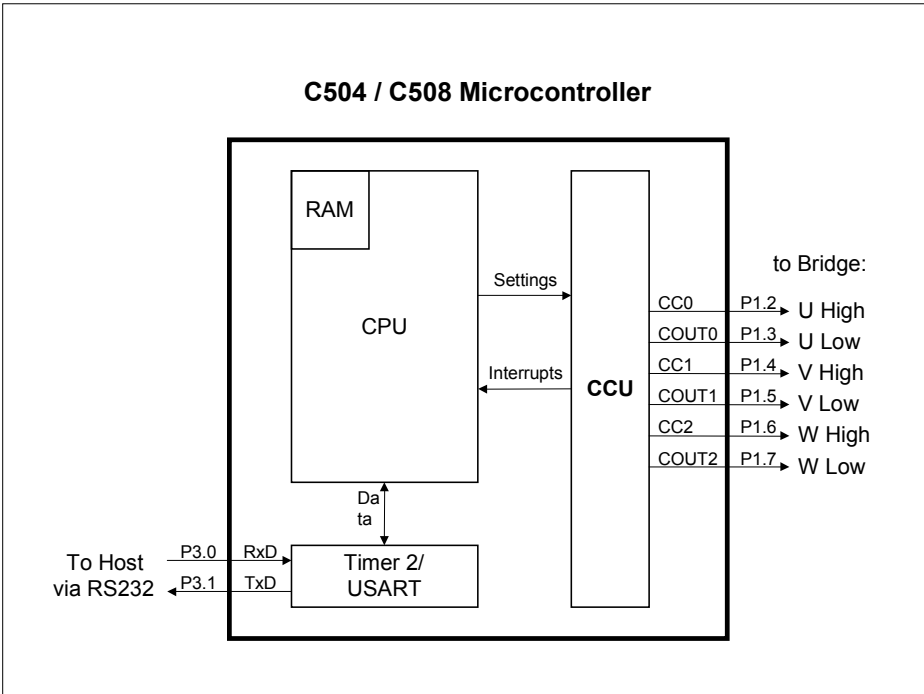 C504 / C508 Microcontroller
RAM
CPU
Settings
Interrupts
CCU
to Bridge:
CC0 P1.2 U High
COUT0 P1.3 U Low
CC1 P1.4 V High
COUT1 P1.5 V Low
CC2 P1.6 W High
COUT2 P1.7 W Low
Da
ta
To Host
via RS232
P3.0 RxD
P3.1 TxD
Timer 2/
USART